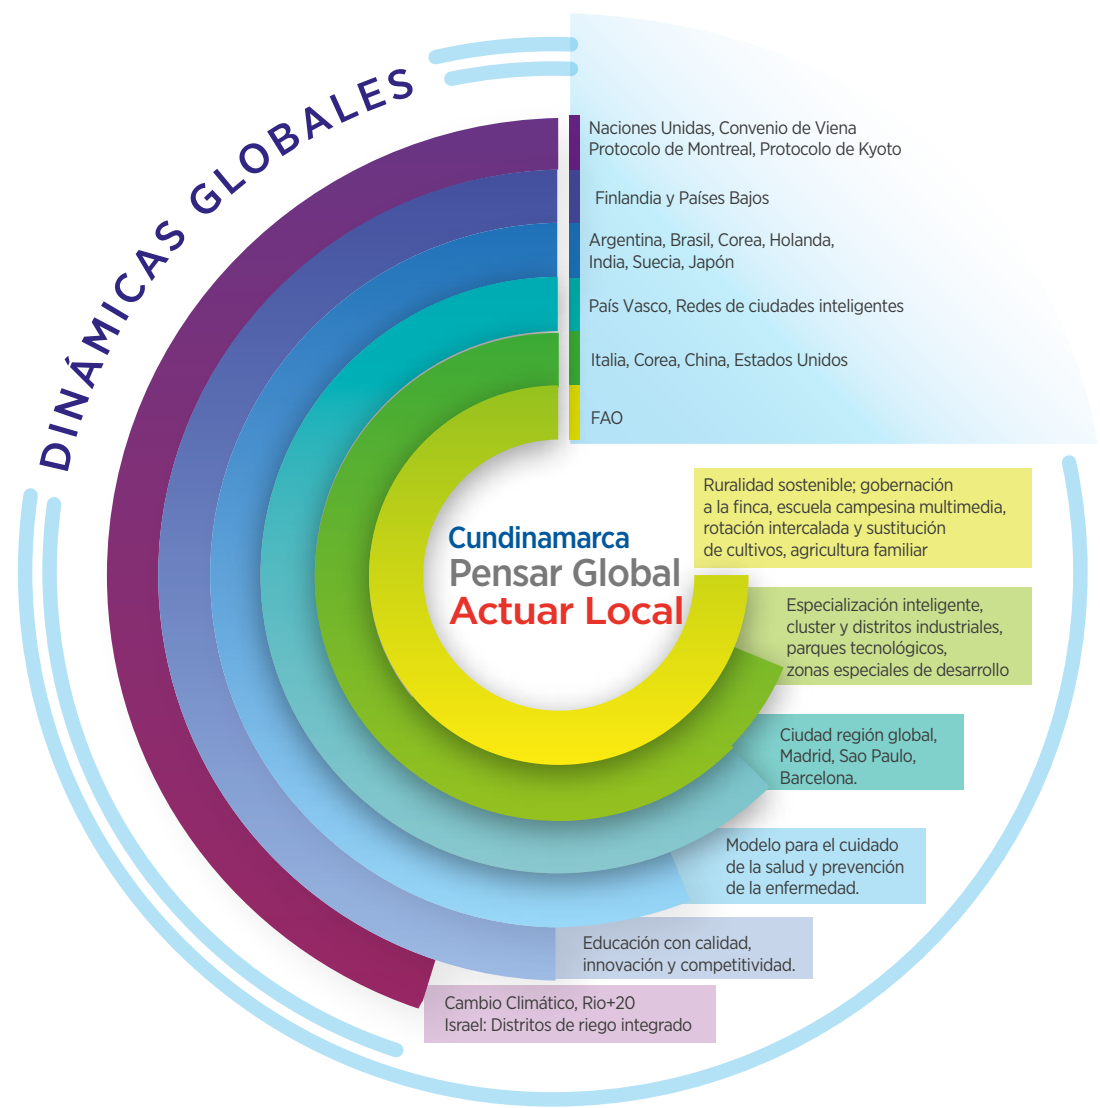 DINÁMICAS GLOBALES
Naciones Unidas, Convenio de Viena
Protocolo de Montreal, Protocolo de Kyoto
Finlandia y Países Bajos
Argentina, Brasil, Corea, Holanda,
India, Suecia, Japón
País Vasco, Redes de ciudades inteligentes
Italia, Corea, China, Estados Unidos
FAO
Cundinamarca
Pensar Global
Actuar Local
Ruralidad sostenible; gobernación
a la finca, escuela campesina multimedia,
rotación intercalada y sustitución
de cultivos, agricultura familiar
Especialización inteligente,
cluster y distritos industriales,
parques tecnológicos,
zonas especiales de desarrollo
Ciudad región global,
Madrid, Sao Paulo,
Barcelona.
Modelo para el cuidado
de la salud y prevención
de la enfermedad.
Educación con calidad,
innovación y competitividad.
Cambio Climático, Rio+20
Israel: Distritos de riego integrado